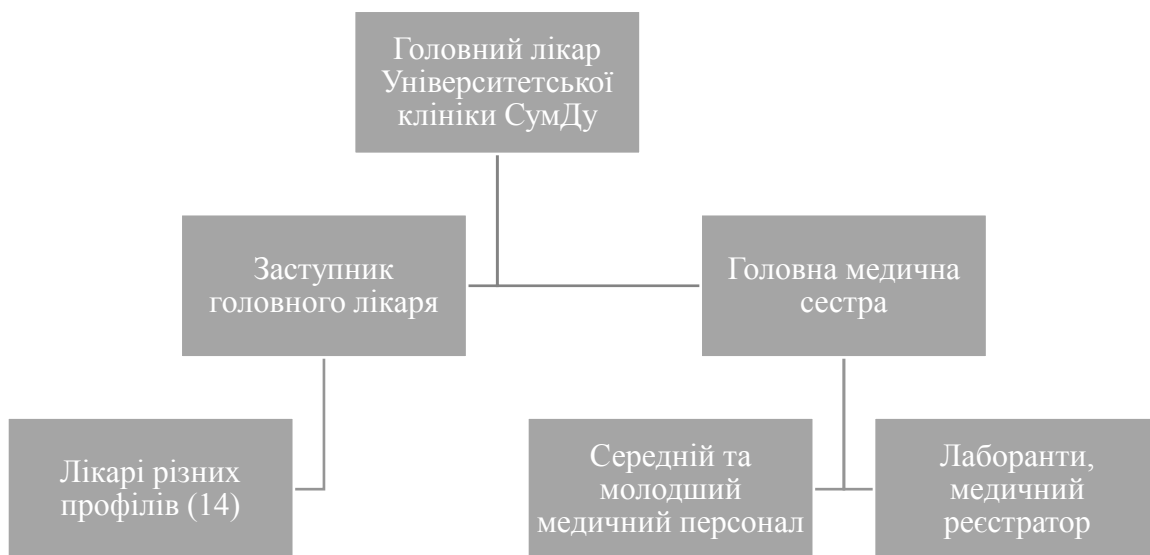 Головний лікар
Університетської
клініки СумДу
Заступник
головного лікаря
Головна медична
сестра
Лікарі різних
профілів (14)
Середній та
молодший
медичний персонал
Лаборанти,
медичний
реєстратор